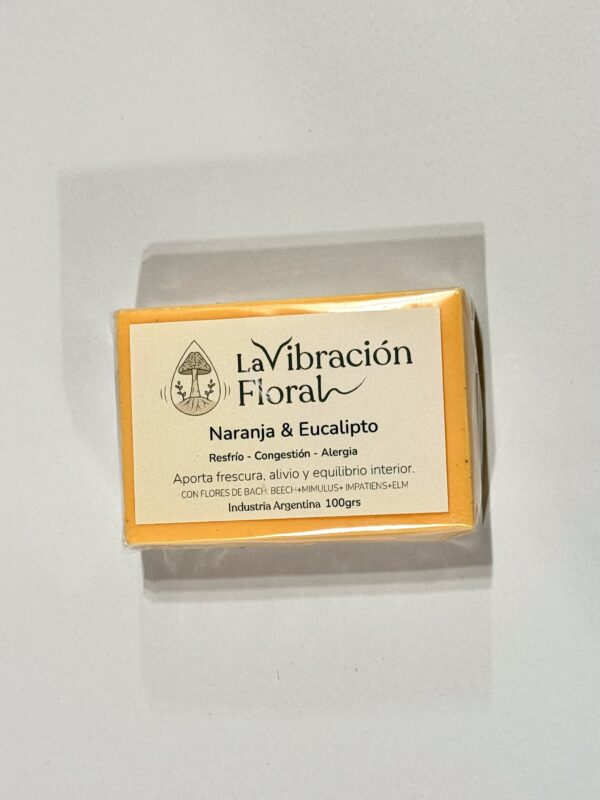 La Vibración
Floral
Naranja & Eucalipto
Resfrío - Congestión - Alergia
Aporta frescura, alivio y equilibrio interior.
CON FLORES DE BACH: BEECH+MIMULUS+ IMPATIENS+ELM
Industria Argentina 100grs